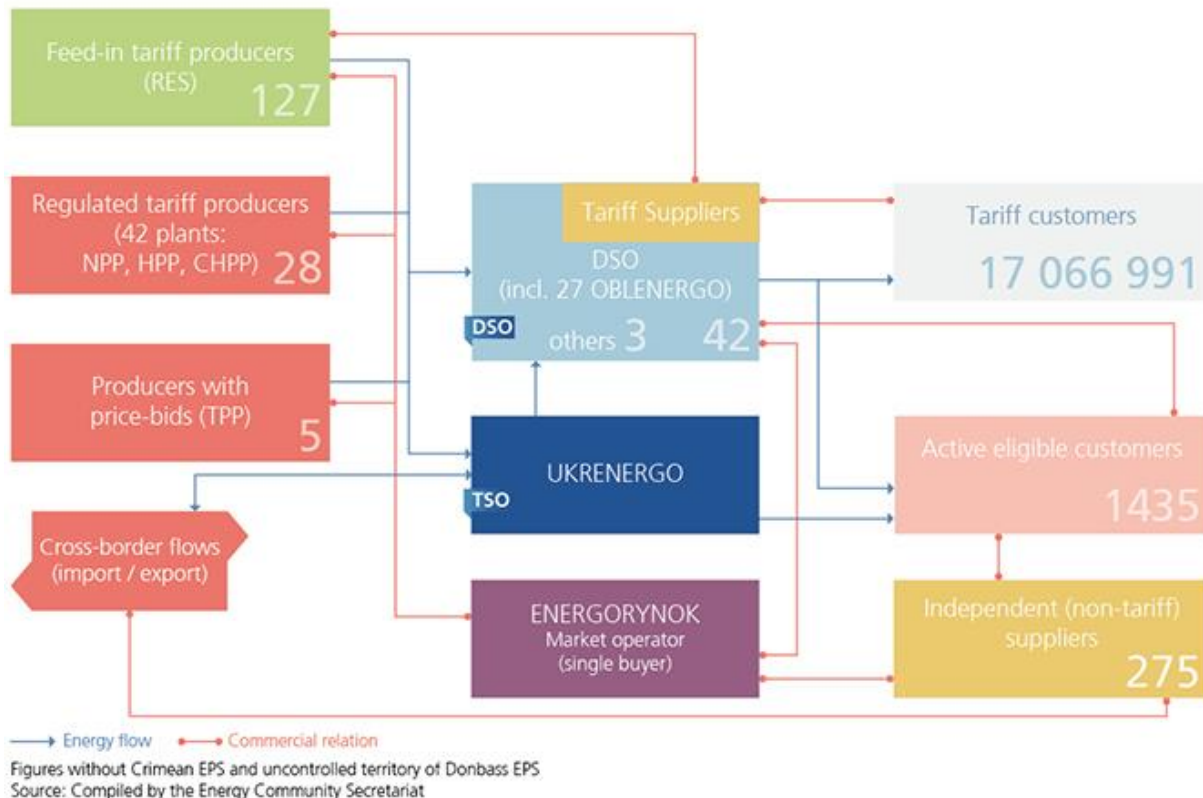 Feed-in tariff producers
(RES)
127
Regulated tariff producers
(42 plants:
NPP, HPP, CHPP)
28
Producers with
price-bids (TPP)
5
Cross-border flows
(import / export)
Tariff Suppliers
DSO
(incl. 27 OBLENERGO)
others 3
42
DSO
UKRENERGO
TSO
ENERGORYNOK
Market operator
(single buyer)
Tariff customers
17 066 991
Active eligible customers
1435
Independent (non-tariff)
suppliers
275
Energy flow
Commercial relation
Figures without Crimean EPS and uncontrolled territory of Donbass EPS
Source: Compiled by the Energy Community Secretariat